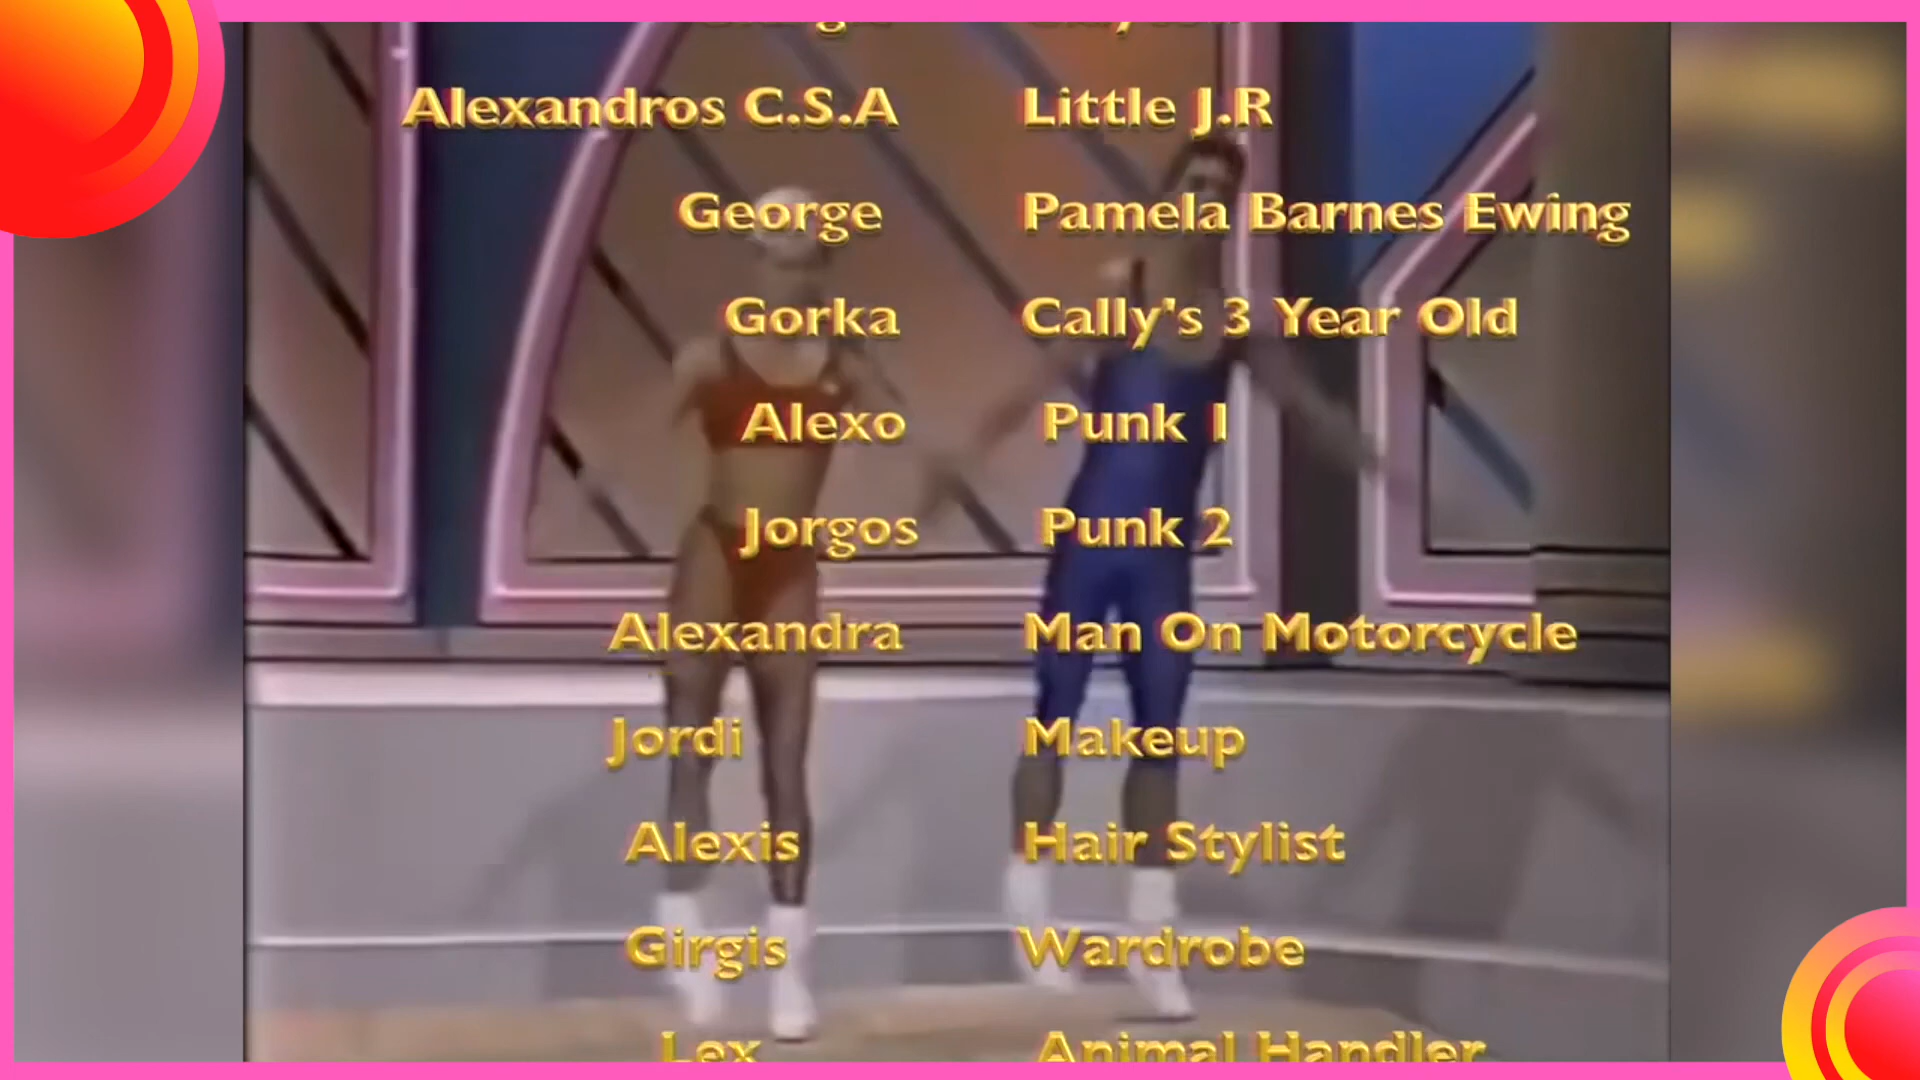 Alexandros C.S.A Little J.R
George Pamela Barnes Ewing
Gorka Cally's 3 Year Old
Alexo Punk 1
Jorgos Punk 2
Alexandra Man On Motorcycle
Jordi Makeup
Alexis Hair Stylist
Girgis Wardrobe
Lex Animal Handler